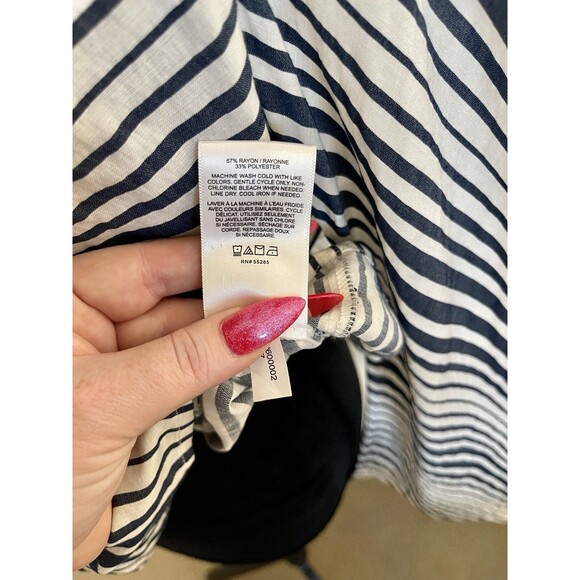 67% RAYON / RAYONNE
33% POLYESTER
MACHINE WASH COLD WITH LIKE
COLORS. GENTLE CYCLE ONLY. NON-
CHLORINE BLEACH WHEN NEEDED.
LINE DRY. COOL IRON IF NEEDED.
LAVER À LA MACHINE À L'EAU FROIDE
AVEC COULEURS SIMILAIRES. CYCLE
DÉLICAT. UTILISEZ SEULEMENT
DU JAVELLISANT SANS CHLORE
SI NÉCESSAIRE. SÉCHAGE SUR
CORDE. REPASSAGE DOUX
SI NÉCESSAIRE.
RN# 55285